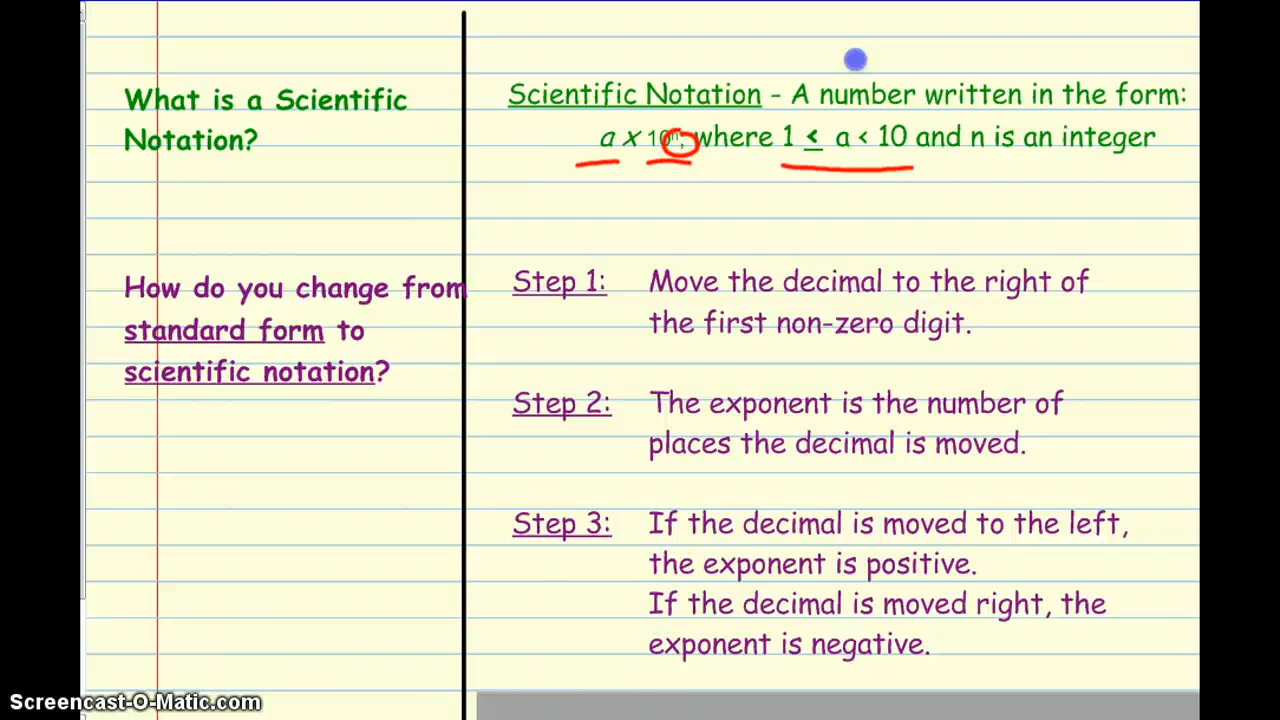 What is a Scientific
Notation?
Scientific Notation - A number written in the form:
a x 10ⁿ, where 1 ≤ a < 10 and n is an integer
How do you change from
standard form to
scientific notation?
Step 1: Move the decimal to the right of
the first non-zero digit.
Step 2: The exponent is the number of
places the decimal is moved.
Step 3: If the decimal is moved to the left,
the exponent is positive.
If the decimal is moved right, the
exponent is negative.
Screencast-O-Matic.com